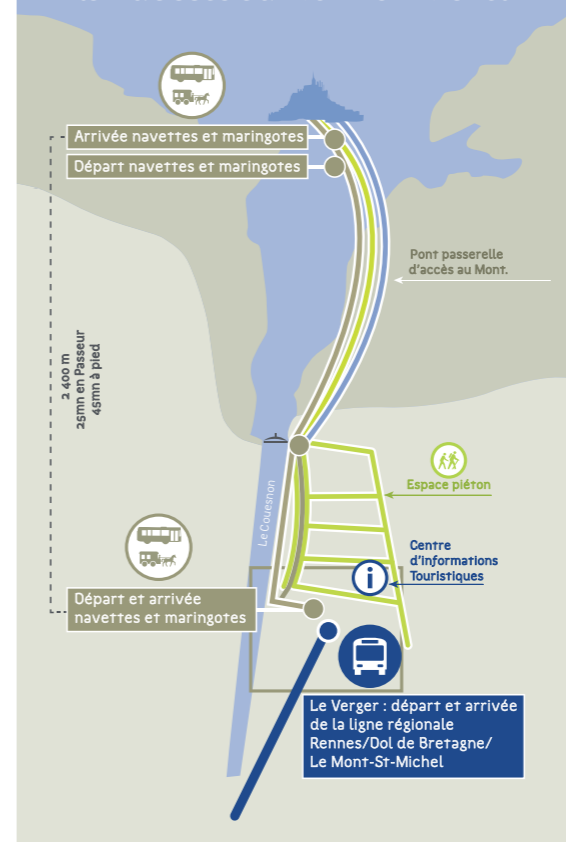 Arrivée navettes et maringotes
Départ navettes et maringotes
Pont passerelle
d'accès au Mont.
2 400 m
25mn en Passeur
45mn à pied
Espace piéton
Le Couesnon
Centre
d'Informations
Touristiques
i
Départ et arrivée
navettes et maringotes
Le Verger : départ et arrivée
de la ligne régionale
Rennes/Dol de Bretagne/
Le Mont-St-Michel